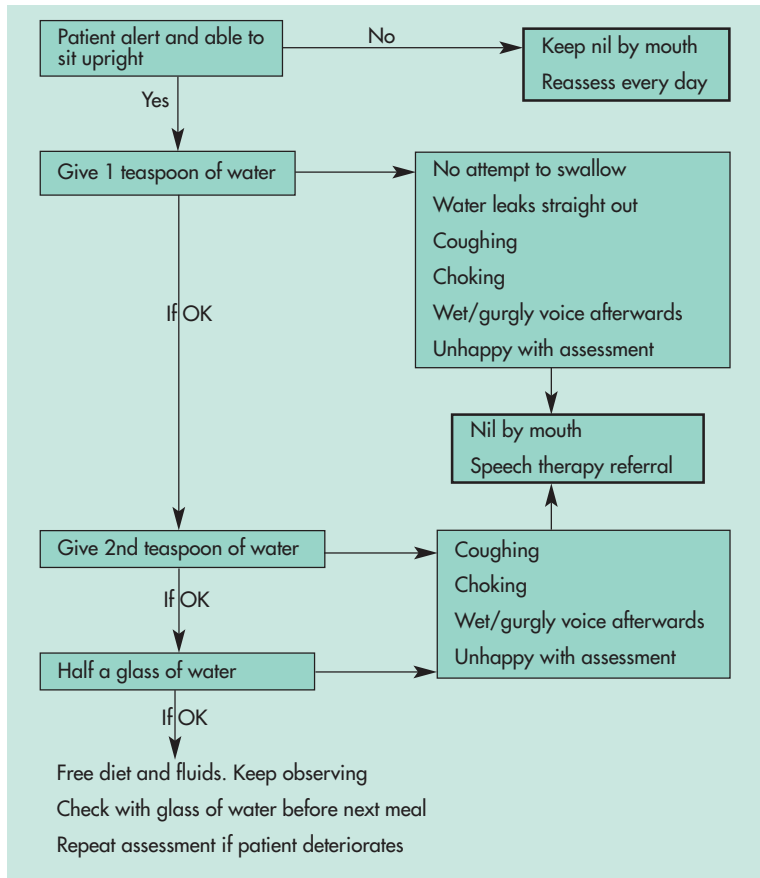 Patient alert and able to
sit upright
No
Keep nil by mouth
Reassess every day
Yes
Give 1 teaspoon of water
No attempt to swallow
Water leaks straight out
Coughing
Choking
Wet/gurgly voice afterwards
Unhappy with assessment
If OK
Nil by mouth
Speech therapy referral
Give 2nd teaspoon of water
Coughing
Choking
Wet/gurgly voice afterwards
Unhappy with assessment
If OK
Half a glass of water
If OK
Free diet and fluids. Keep observing
Check with glass of water before next meal
Repeat assessment if patient deteriorates